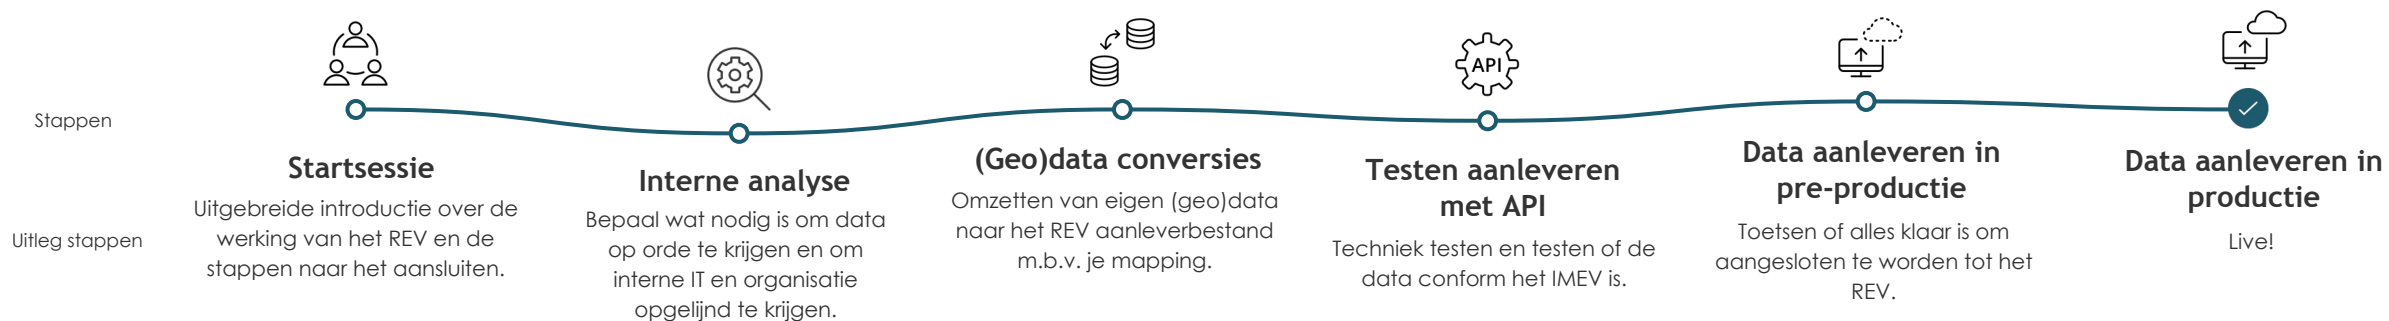 Stappen
Uitleg stappen
API
Startsessie
Uitgebreide introductie over de
werking van het REV en de
stappen naar het aansluiten.
Interne analyse
Bepaal wat nodig is om data
op orde te krijgen en om
interne IT en organisatie
opgelijnd te krijgen.
(Geo)data conversies
Omzetten van eigen (geo)data
naar het REV aanleverbestand
m.b.v. je mapping.
Testen aanleveren
met API
Techniek testen en testen of de
data conform het IMEV is.
Data aanleveren in
pre-productie
Toetsen of alles klaar is om
aangesloten te worden tot het
REV.
Data aanleveren in
productie
Live!